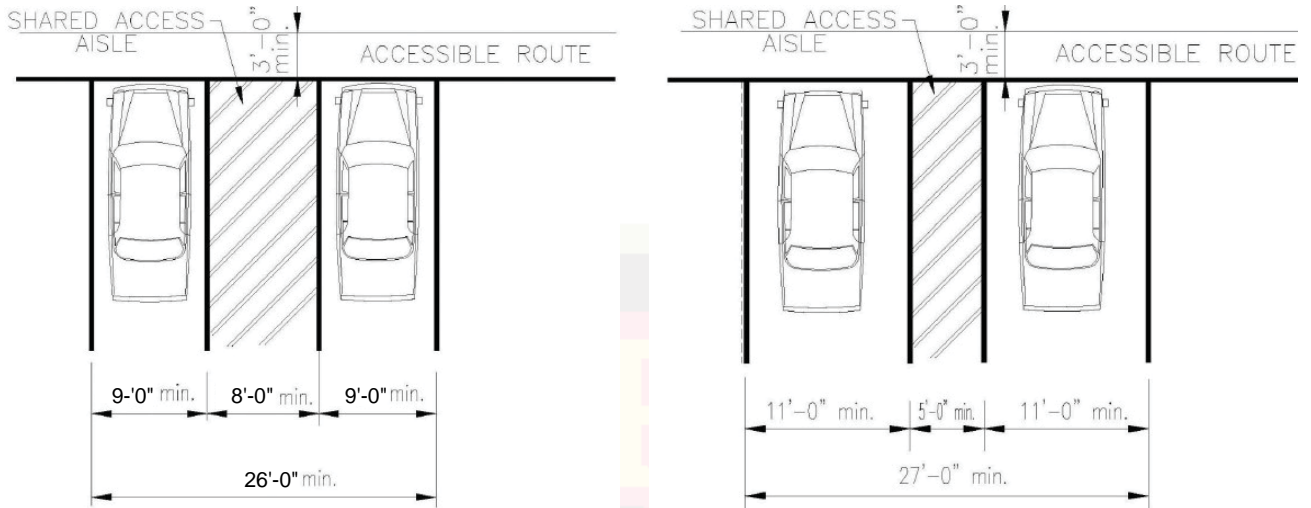 SHARED ACCESS
AISLE
3'-0"
min.
ACCESSIBLE ROUTE
9-'0" min.
8'-0" min.
9'-0" min.
26'-0" min.
SHARED ACCESS
AISLE
3'-0"
min.
ACCESSIBLE ROUTE
11'-0" min.
5'-0" min.
11'-0" min.
27'-0" min.